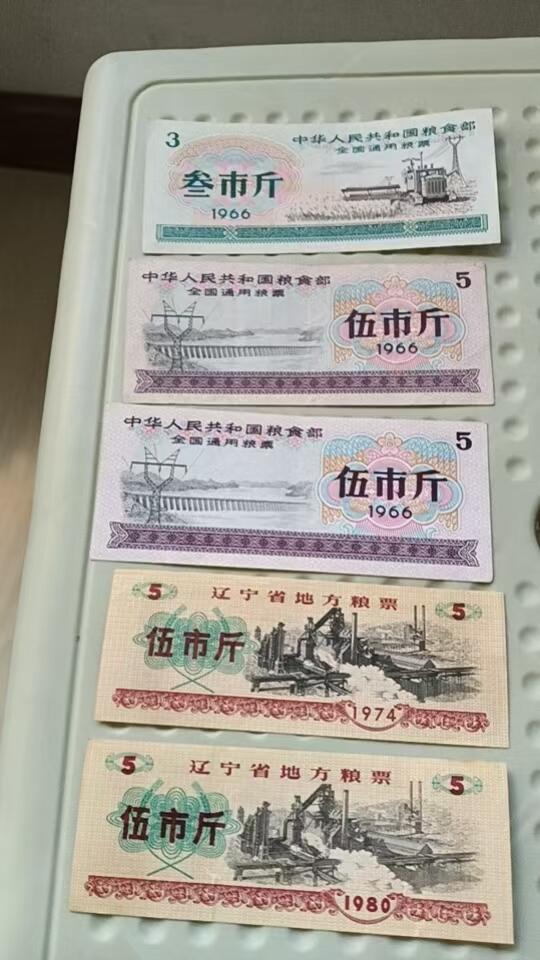 3
中华人民共和国粮食部
全国通用粮票
叁市斤
1966
中华人民共和国粮食部
5
全国通用粮票
伍市斤
1966
中华人民共和国粮食部
5
全国通用粮票
伍市斤
1966
5
辽宁省地方粮票
5
伍市斤
1974
5
辽宁省地方粮票
5
伍市斤
1980